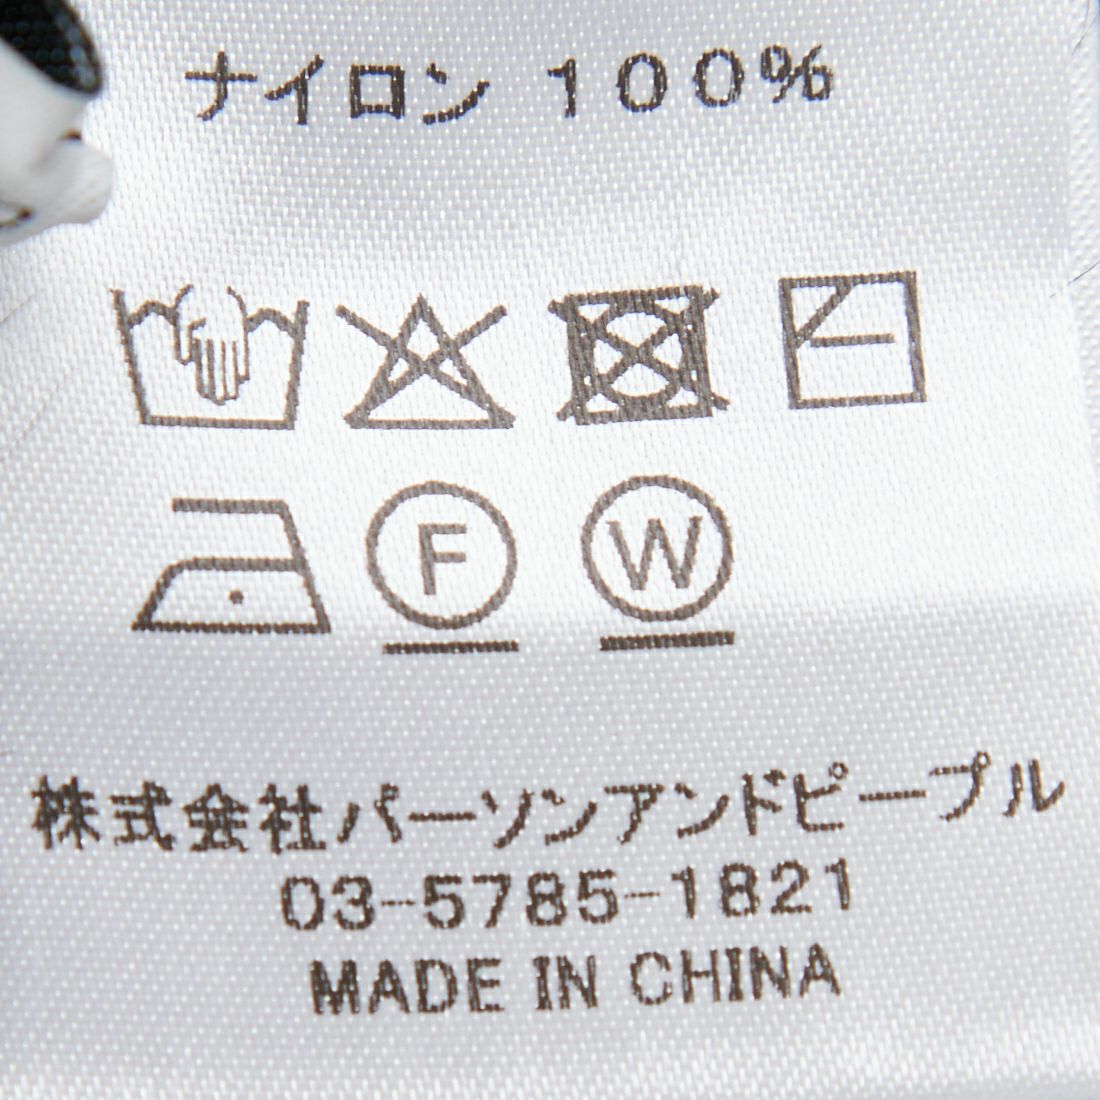 ナイロン 100%
F W
株式会社パーソンアンドピープル
03-5785-1821
MADE IN CHINA